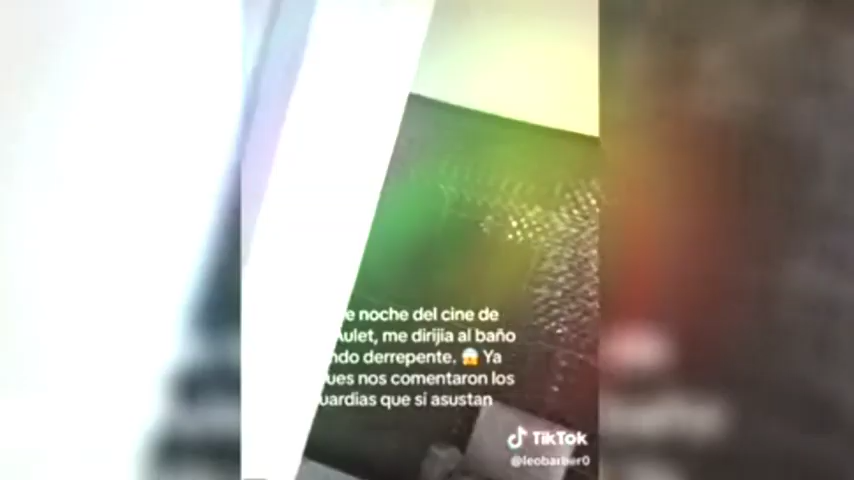 e noche del cine de
Aulet, me dirijia al baño
ndo derrepente. 😱 Ya
ues nos comentaron los
uardias que si asustan
TikTok
@leobarber0